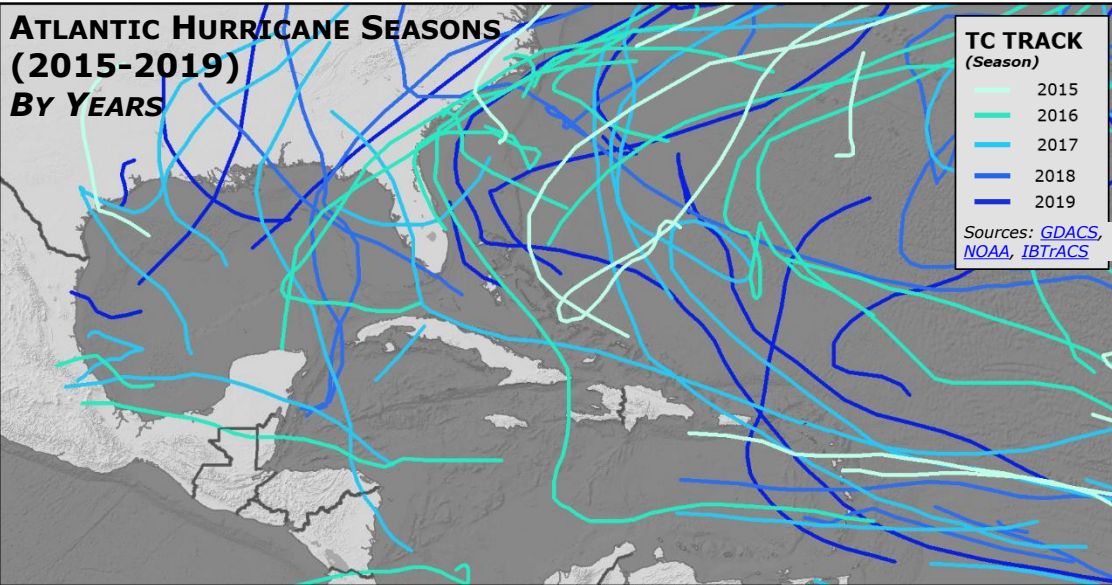 ATLANTIC HURRICANE SEASONS
(2015-2019)
BY YEARS
TC TRACK
(Season)
2015
2016
2017
2018
2019
Sources: GDACS,
NOAA, IBTrACS